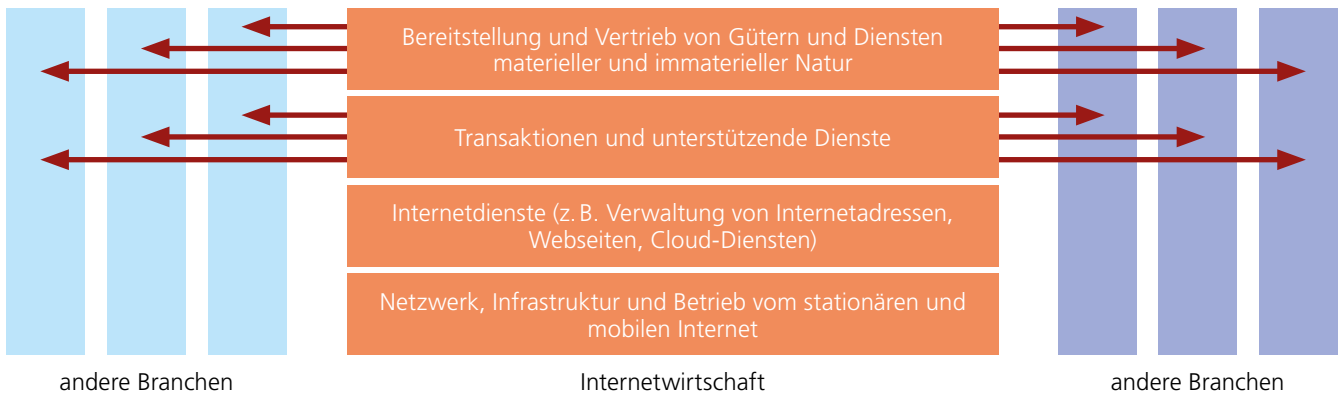 Bereitstellung und Vertrieb von Gütern und Diensten
materieller und immaterieller Natur
Transaktionen und unterstützende Dienste
Internetdienste (z. B. Verwaltung von Internetadressen,
Webseiten, Cloud-Diensten)
Netzwerk, Infrastruktur und Betrieb vom stationären und
mobilen Internet
andere Branchen
Internetwirtschaft
andere Branchen